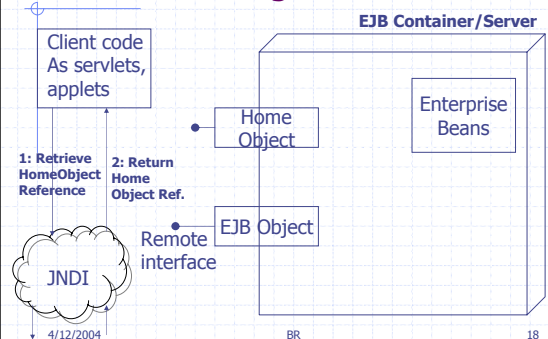 EJB Container/Server
Client code
As servlets,
applets
Enterprise
Beans
Home
Object
1: Retrieve
HomeObject
Reference
2: Return
Home
Object Ref.
EJB Object
Remote
interface
JNDI
4/12/2004
BR
18